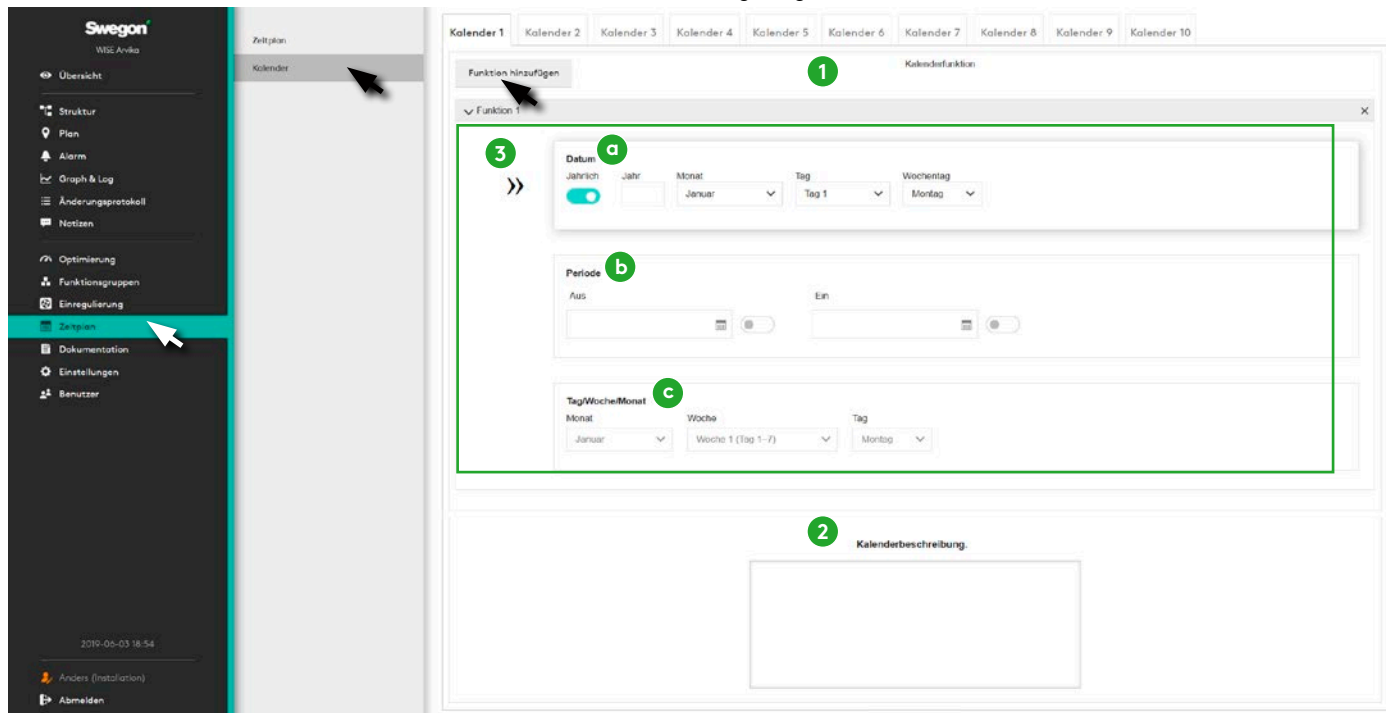 Swegon
WISE Arvika
Übersicht
Struktur
Plan
Alarm
Graph & Log
Änderungsprotokoll
Notizen
Optimierung
Funktionsgruppen
Einregulierung
Zeitplan
Dokumentation
Einstellungen
Benutzer
2019-06-03 18:54
Anders (Installation)
Abmelden
Zeitplan
Kalender
Kalender 1 Kalender 2 Kalender 3 Kalender 4 Kalender 5 Kalender 6 Kalender 7 Kalender 8 Kalender 9 Kalender 10
Funktion hinzufügen 1 Kalenderfunktion
Funktion 1
3
Datum a
Jährlich Jahr Monat Tag Wochentag
Januar Tag 1 Montag
Periode b
Aus Ein
Tag/Woche/Monat c
Monat Woche Tag
Januar Woche 1 (Tag 1-7) Montag
2
Kalenderbeschreibung.